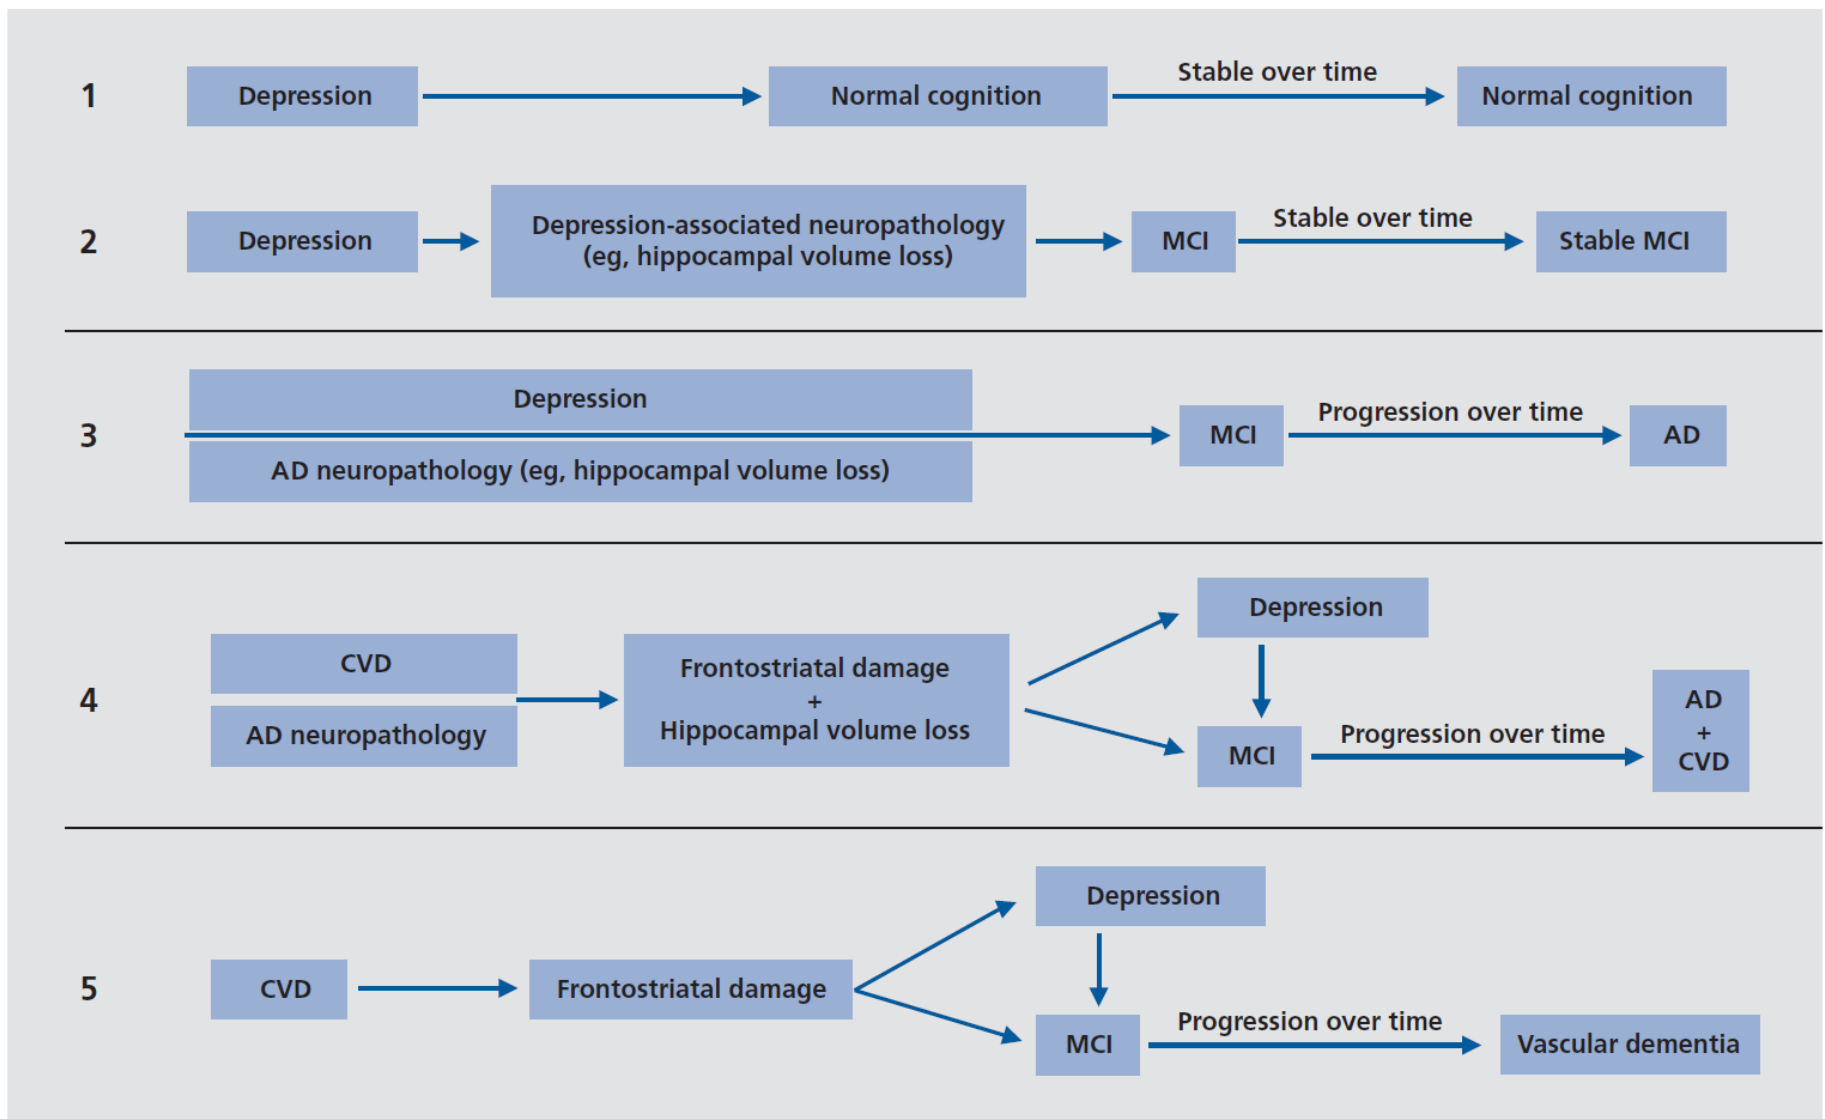 1
Depression
Normal cognition
Stable over time
Normal cognition
2
Depression
Depression-associated neuropathology
(eg, hippocampal volume loss)
MCI
Stable over time
Stable MCI
3
Depression
AD neuropathology (eg, hippocampal volume loss)
MCI
Progression over time
AD
4
CVD
AD neuropathology
Frontostriatal damage
+
Hippocampal volume loss
Depression
MCI
Progression over time
AD
+
CVD
5
CVD
Frontostriatal damage
Depression
MCI
Progression over time
Vascular dementia